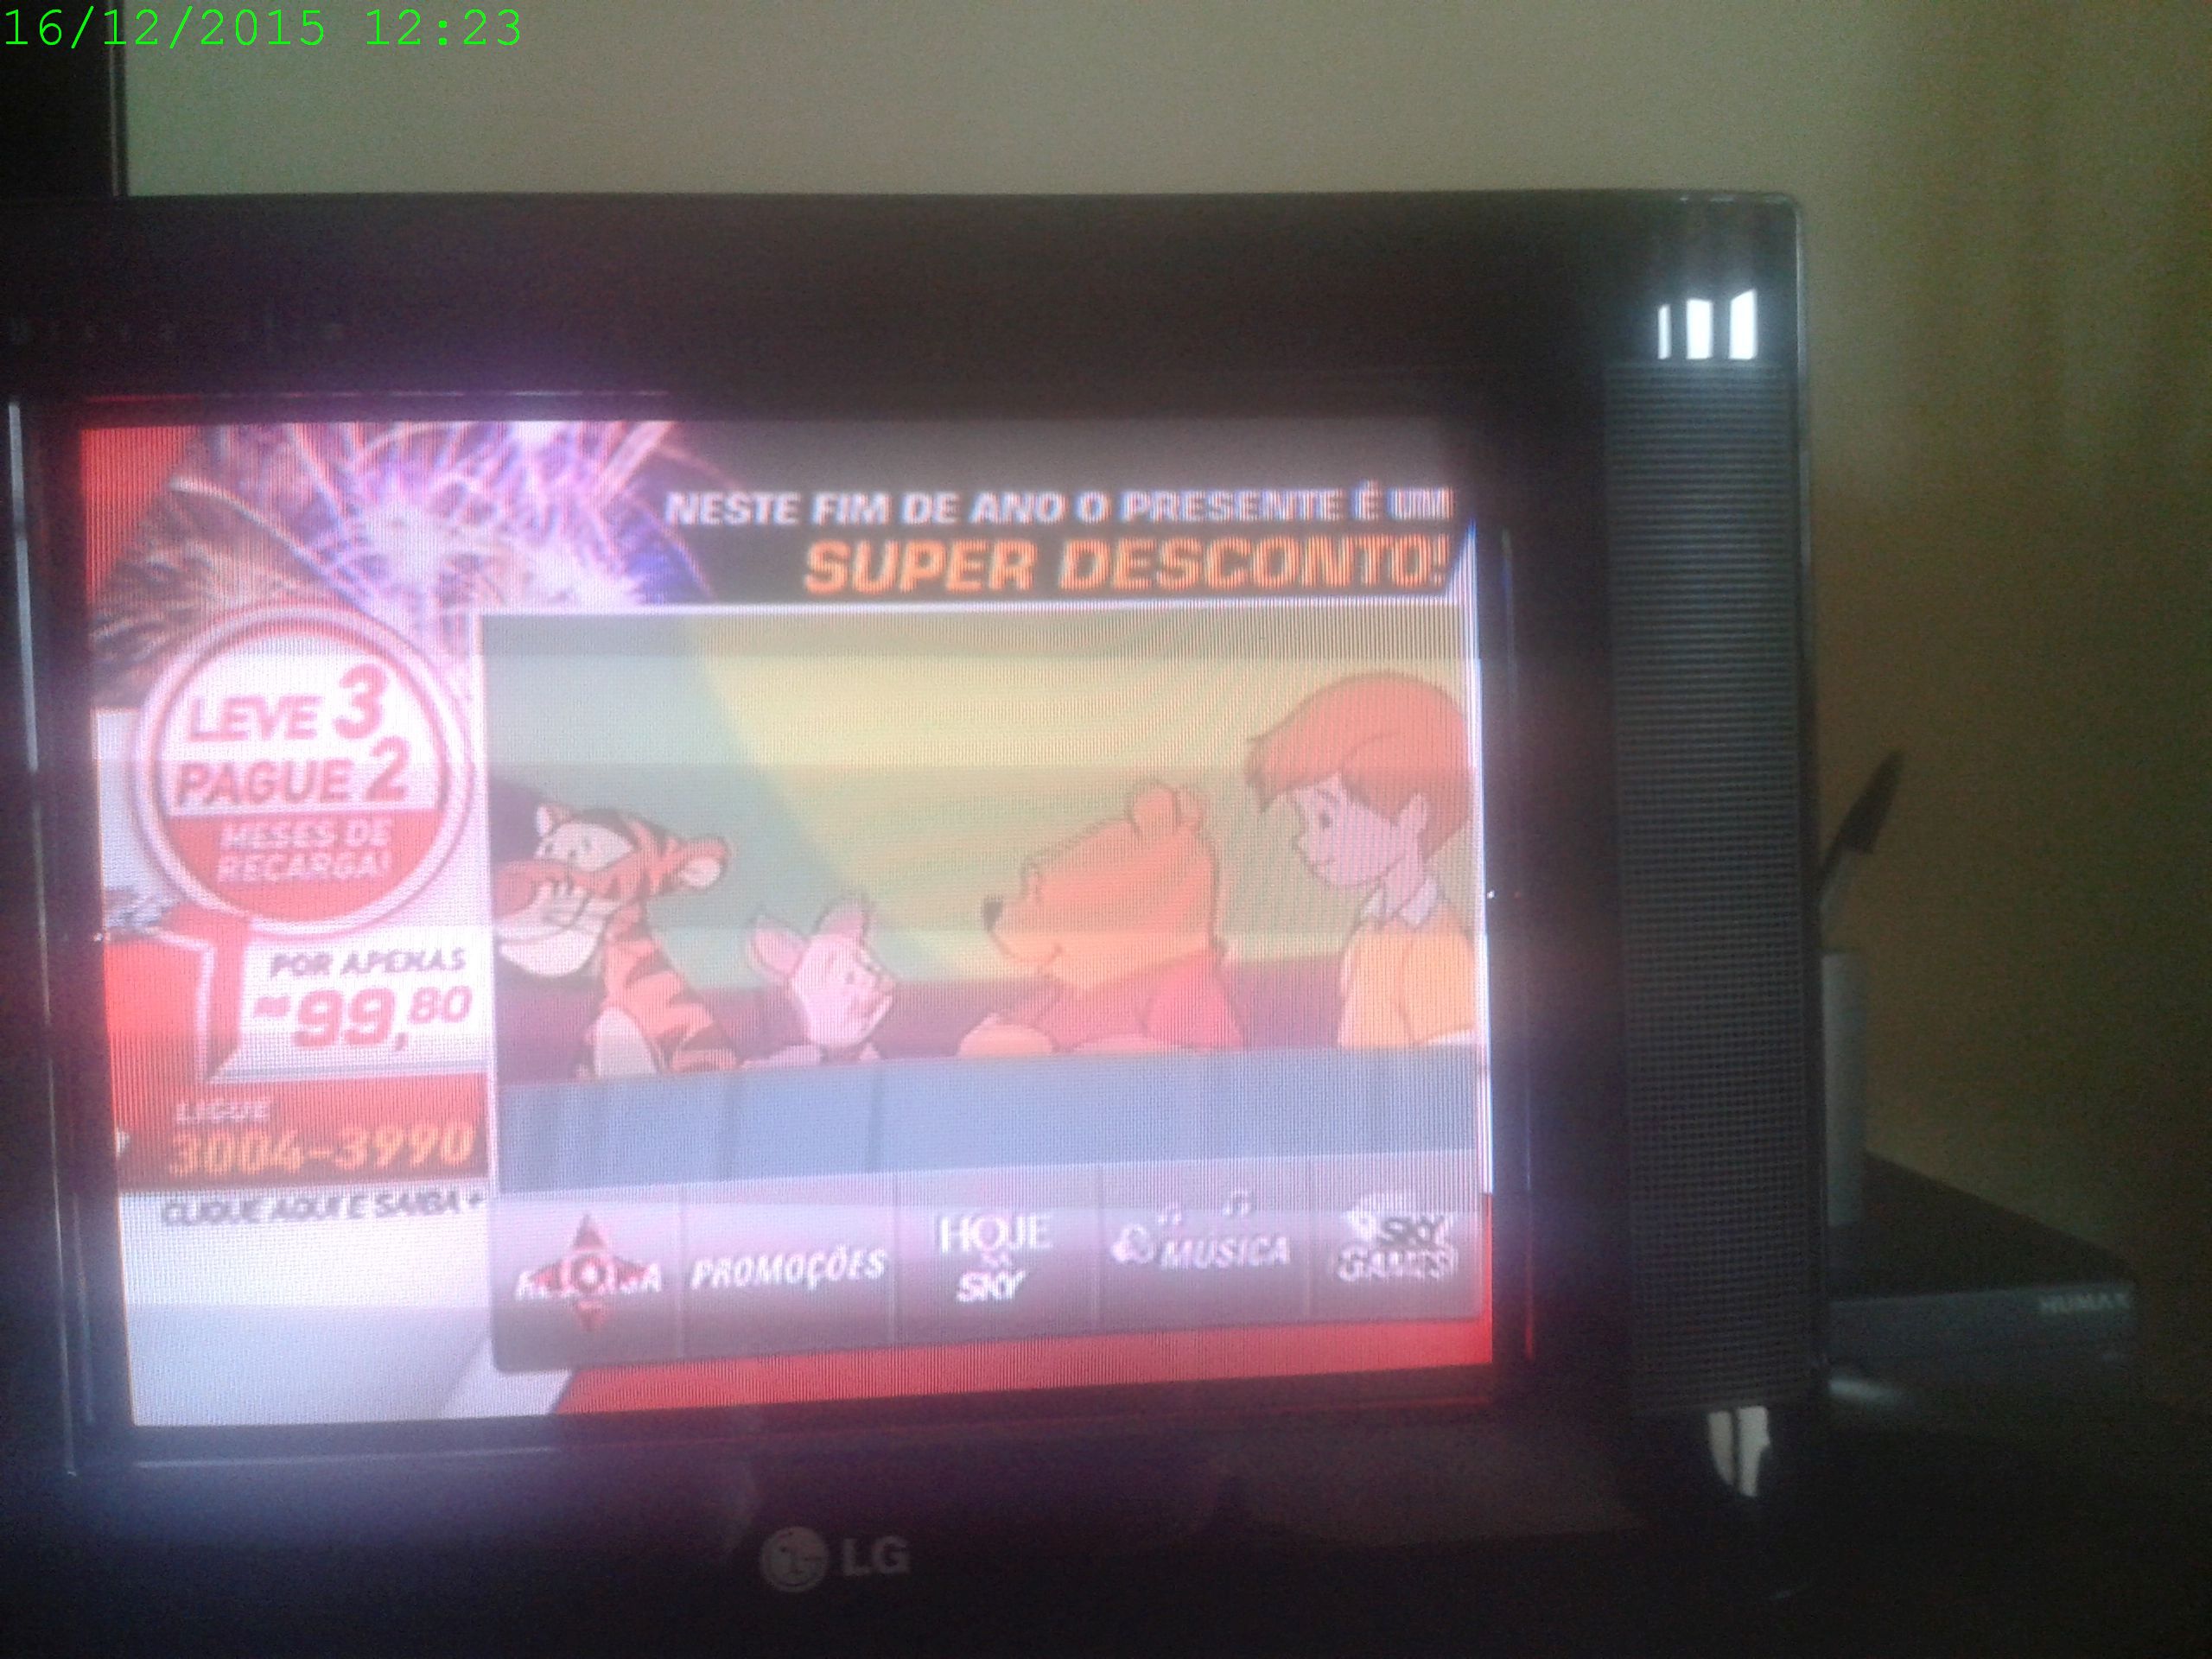 16/12/2015 12:23
NESTE FIM DE ANO O PRESENTE É UM
SUPER DESCONTO!
LEVE 3
PAGUE 2
MESES DE
RECARGA!
POR APENAS
R$ 99,80
LIGUE
3004-3990
CLIQUE AQUI E SAIBA +
PROMOÇÕES
HOJE
NA
SKY
MÚSICA
SKY
GAMES!
LG
HUMAX